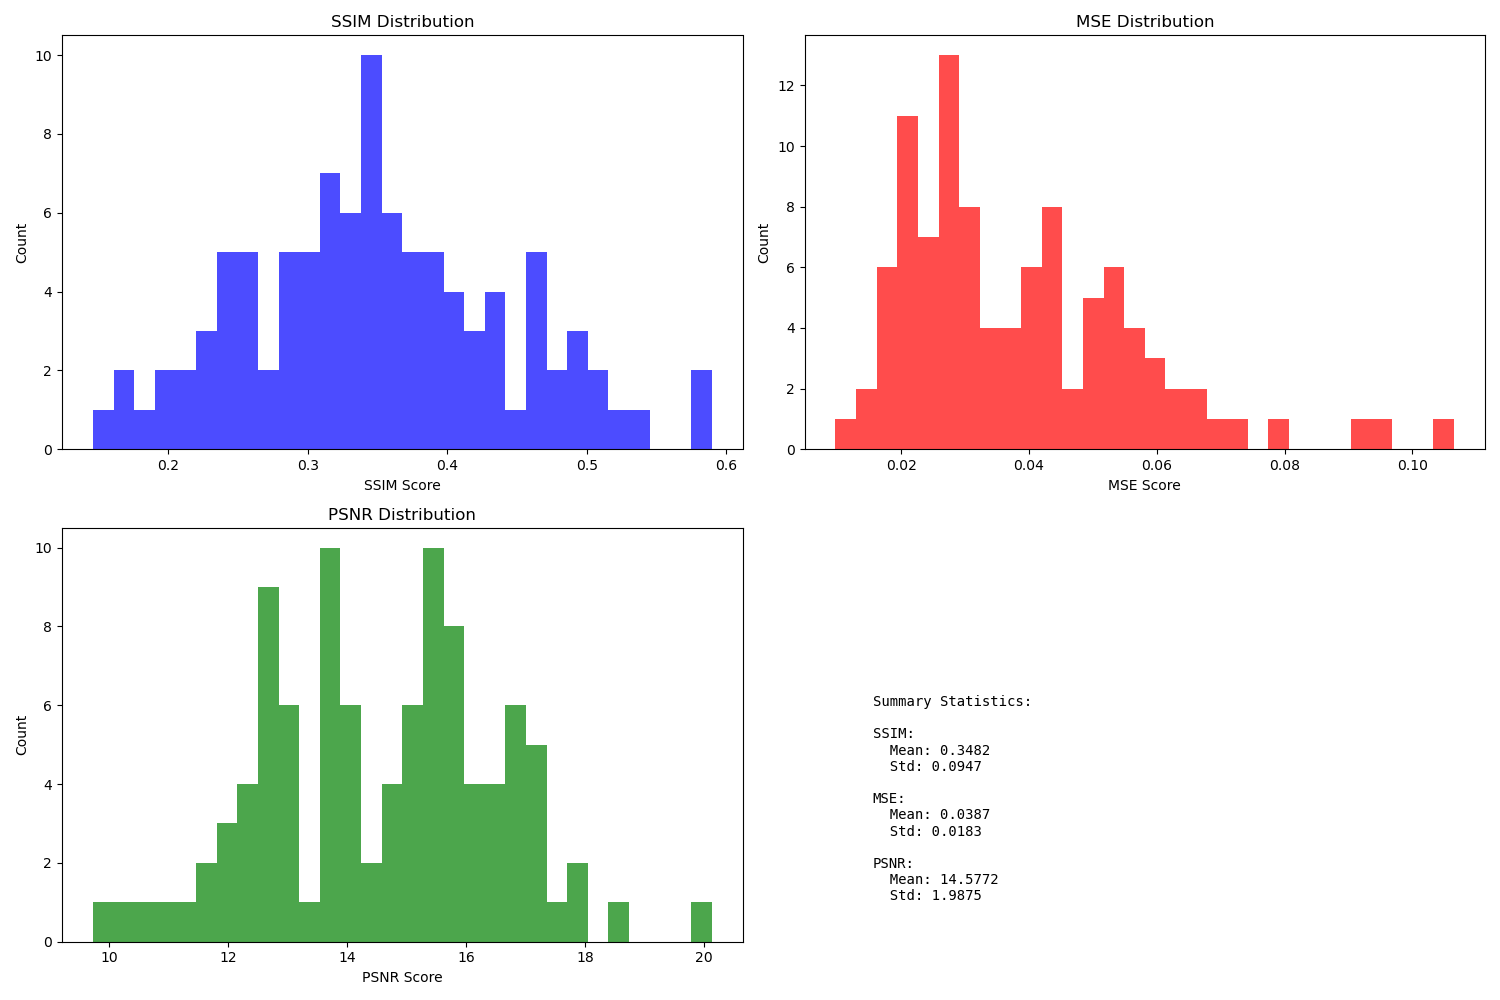 SSIM Distribution
10
8
6
4
2
0
Count
0.2 0.3 0.4 0.5 0.6
SSIM Score
MSE Distribution
12
10
8
6
4
2
0
Count
0.02 0.04 0.06 0.08 0.10
MSE Score
PSNR Distribution
10
8
6
4
2
0
Count
10 12 14 16 18 20
PSNR Score
Summary Statistics:
SSIM:
Mean: 0.3482
Std: 0.0947
MSE:
Mean: 0.0387
Std: 0.0183
PSNR:
Mean: 14.5772
Std: 1.9875